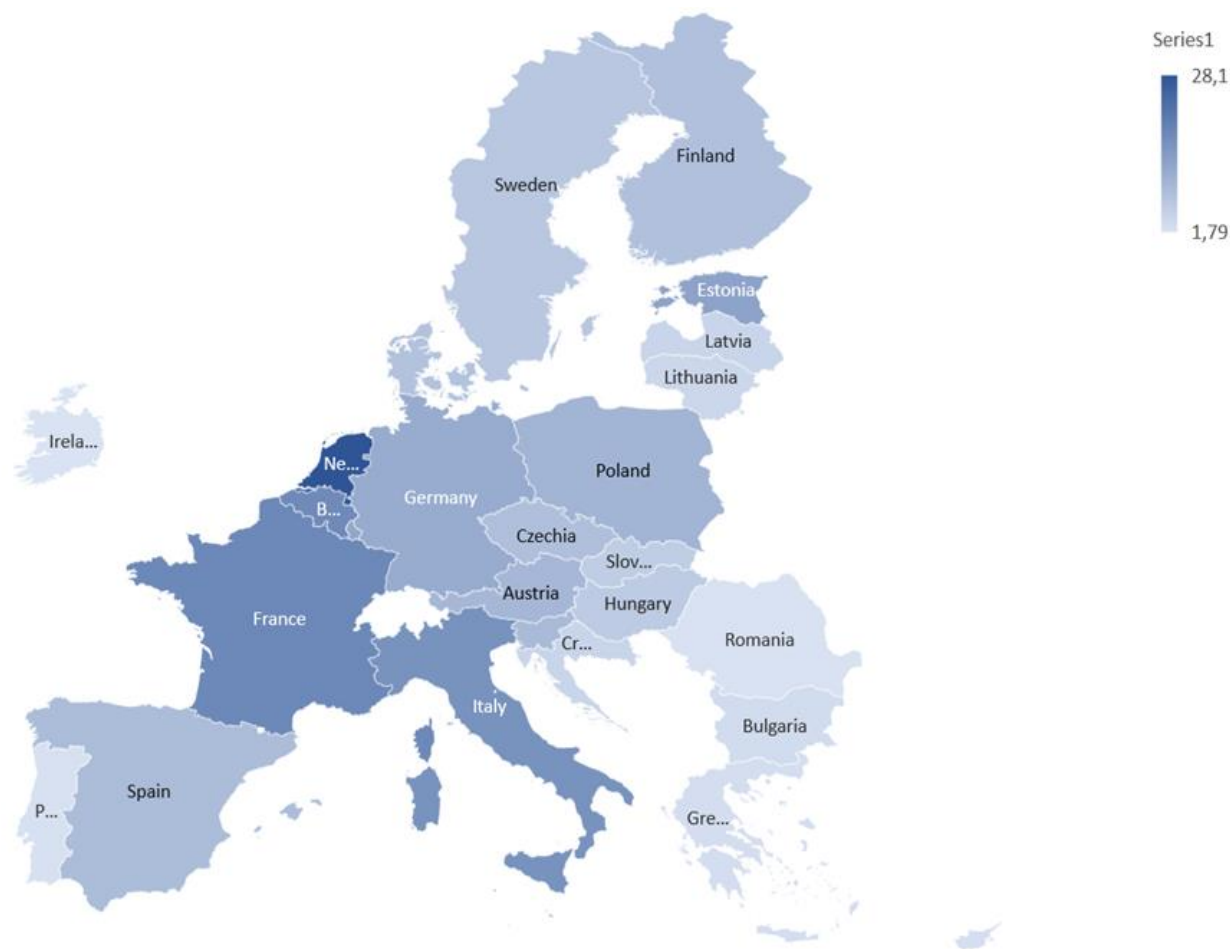 Series1
28,1
1,79
Finland
Sweden
Estonia
Latvia
Lithuania
Irela...
Ne...
Poland
Germany
B...
Czechia
Slov...
Austria
Hungary
France
Cr...
Romania
Italy
Bulgaria
Spain
P...
Gre...